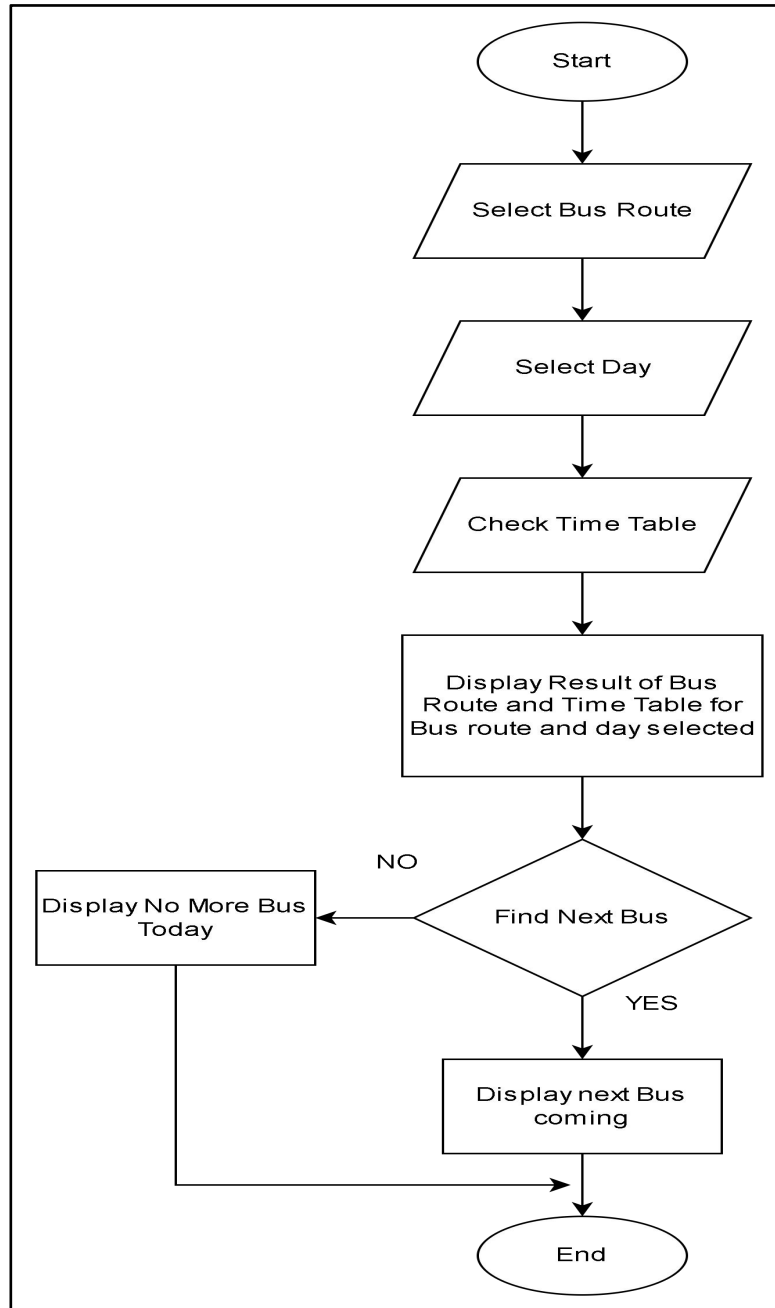 Start
Select Bus Route
Select Day
Check Time Table
Display Result of Bus
Route and Time Table for
Bus route and day selected
NO
Find Next Bus
Display No More Bus
Today
YES
Display next Bus
coming
End